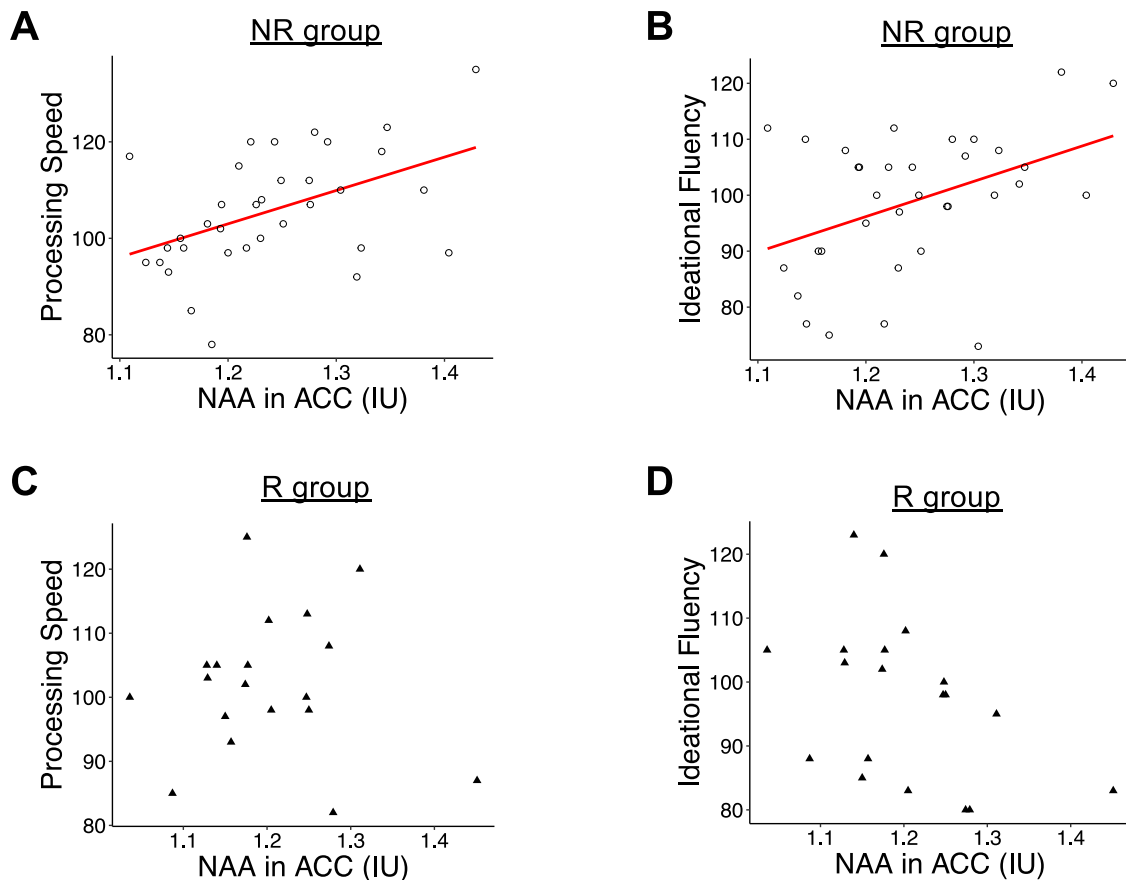 A
NR group
Processing Speed
120
100
80
1.1 1.2 1.3 1.4
NAA in ACC (IU)
B
NR group
Ideational Fluency
120
110
100
90
80
1.1 1.2 1.3 1.4
NAA in ACC (IU)
C
R group
Processing Speed
120
110
100
90
80
1.1 1.2 1.3 1.4
NAA in ACC (IU)
D
R group
Ideational Fluency
120
110
100
90
80
1.1 1.2 1.3 1.4
NAA in ACC (IU)